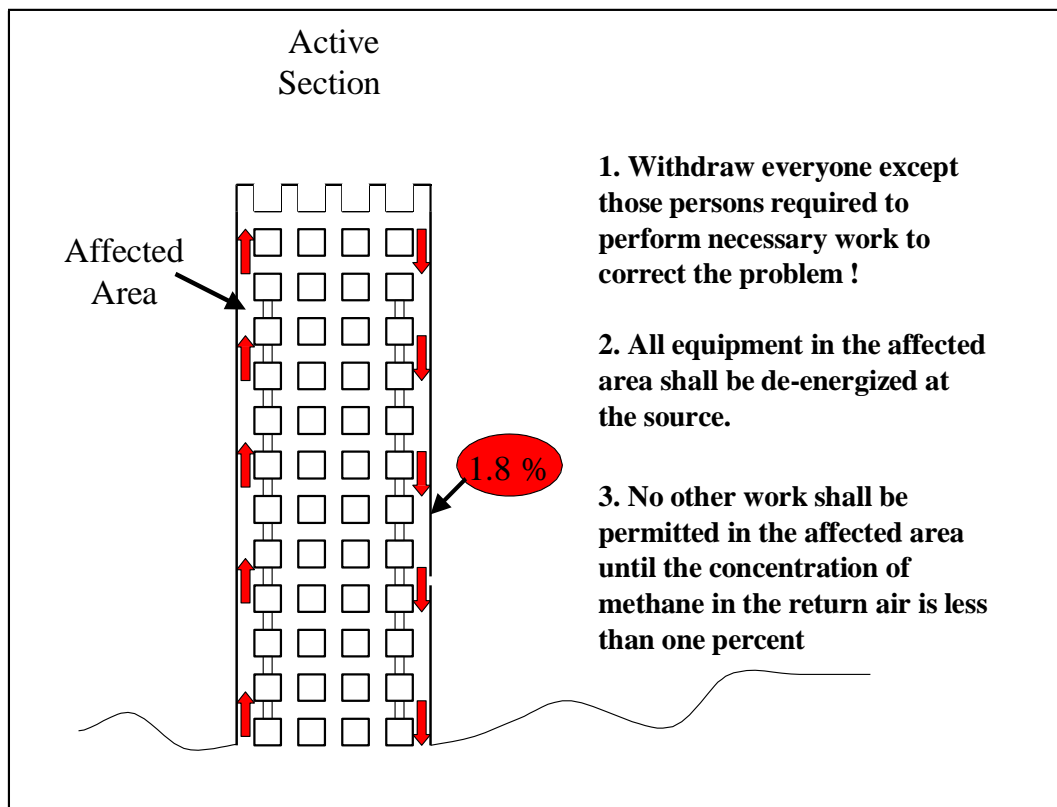 Active
Section
Affected
Area
1.8 %
1. Withdraw everyone except
those persons required to
perform necessary work to
correct the problem !
2. All equipment in the affected
area shall be de-energized at
the source.
3. No other work shall be
permitted in the affected area
until the concentration of
methane in the return air is less
than one percent